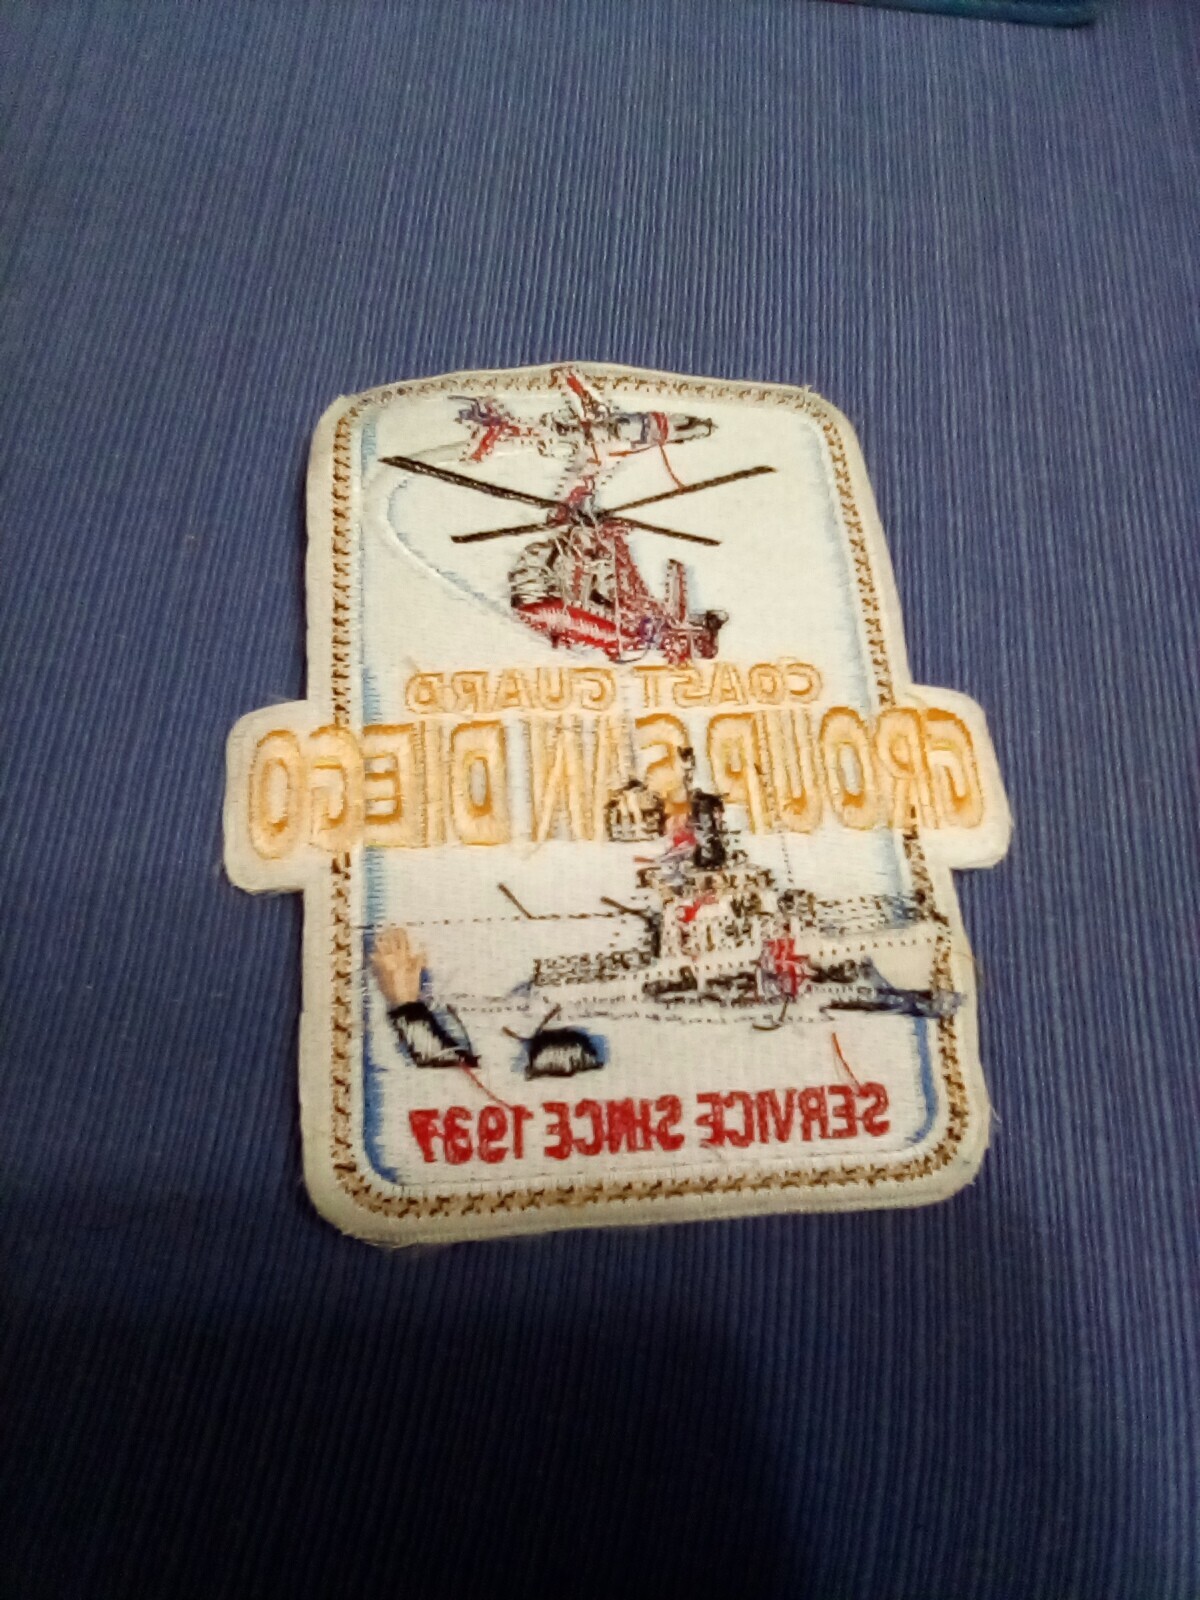 COAST GUARD
GROUP SAN DIEGO
SERVICE SINCE 1937